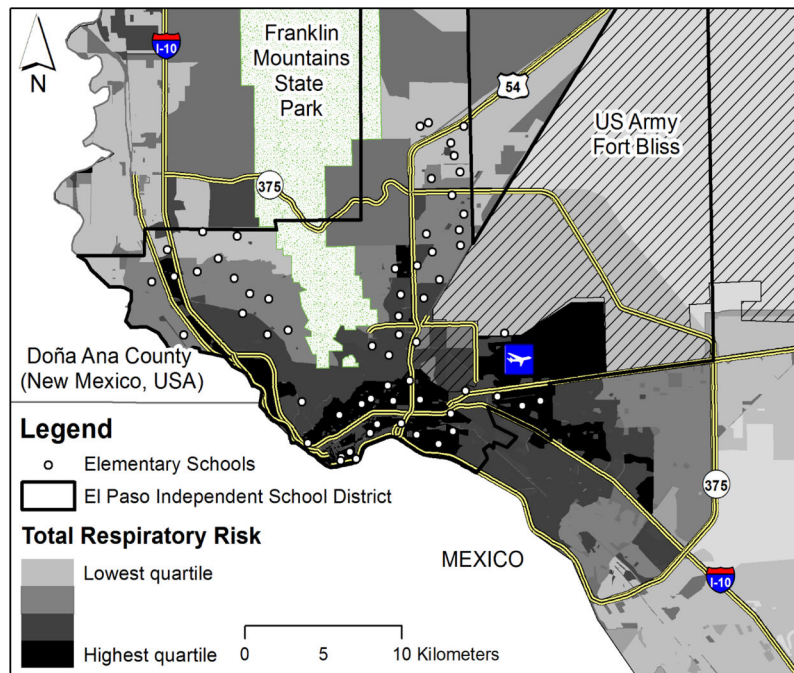 I-10
N
Franklin
Mountains
State
Park
54
US Army
Fort Bliss
375
Doña Ana County
(New Mexico, USA)
Legend
Elementary Schools
El Paso Independent School District
375
Total Respiratory Risk
Lowest quartile
Highest quartile
MEXICO
I-10
0 5 10 Kilometers